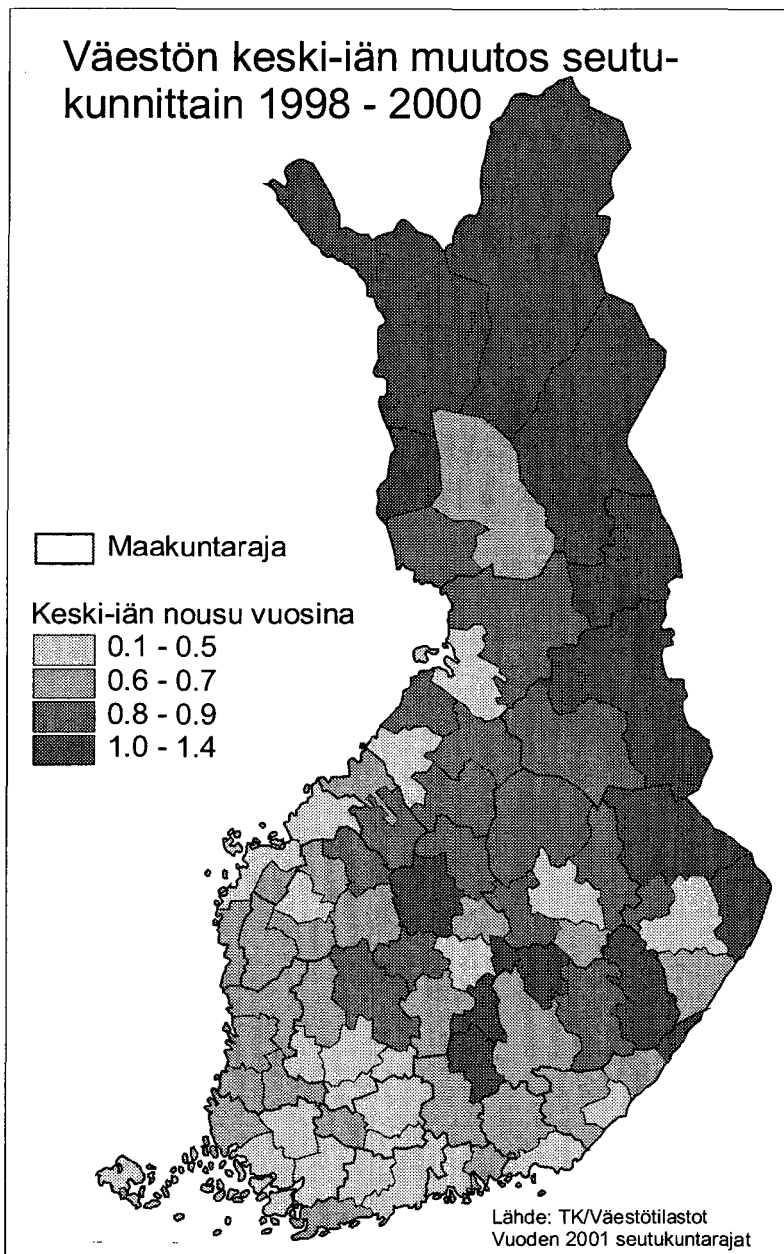 Väestön keski-iän muutos seutu-
kunnittain 1998 - 2000
Maakuntaraja
Keski-iän nousu vuosina
0.1 - 0.5
0.6 - 0.7
0.8 - 0.9
1.0 - 1.4
Lähde: TK/Väestötilastot
Vuoden 2001 seutukuntarajat